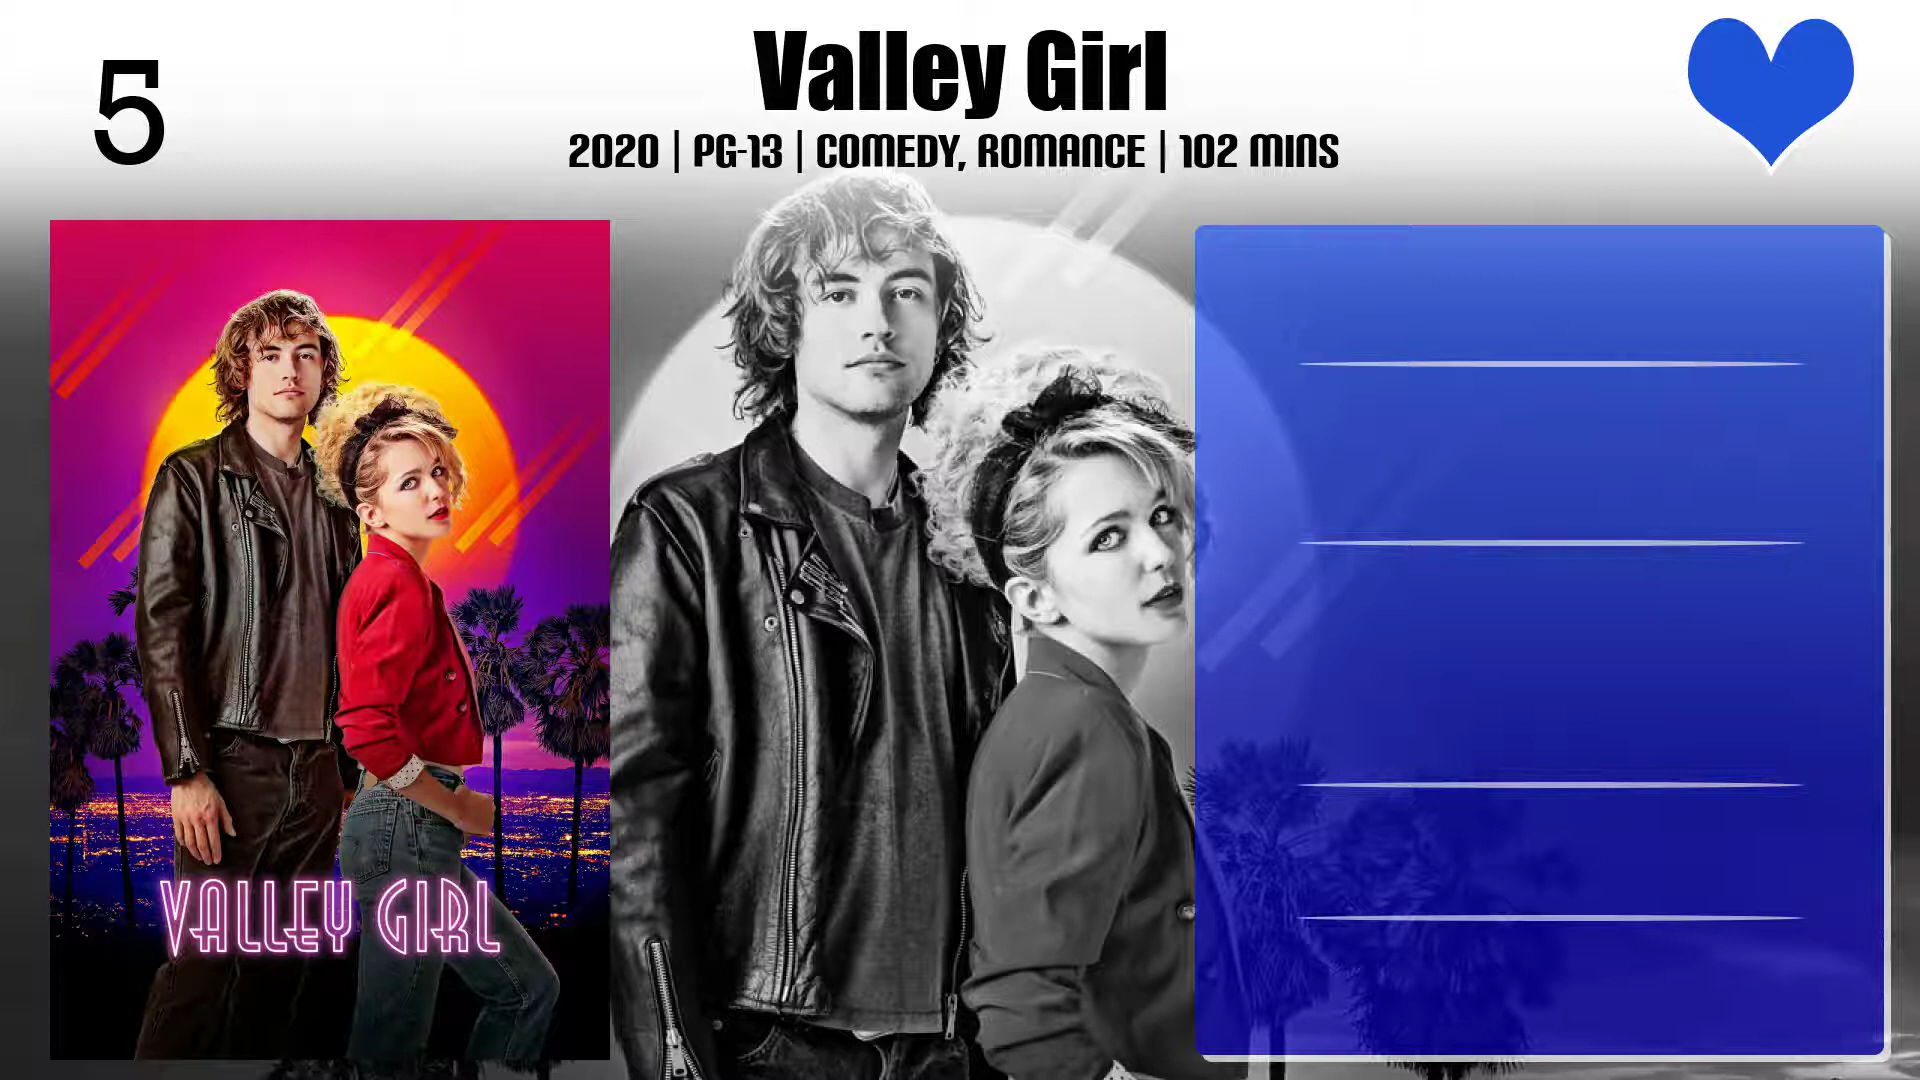 5
Valley Girl
2020 | PG-13 | COMEDY, ROMANCE | 102 MINS
VALLEY GIRL